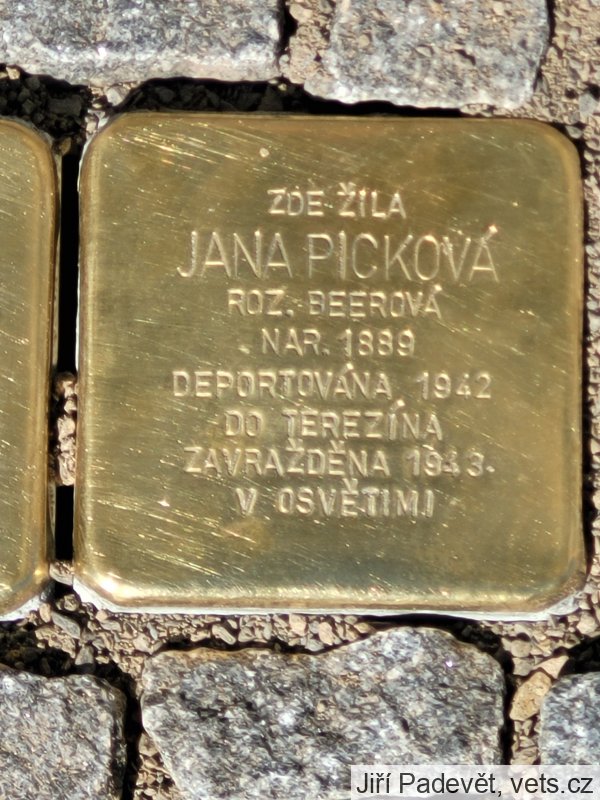 ZDE ŽILA
JANA PICKOVÁ
ROZ. BEEROVÁ
NAR. 1889
DEPORTOVÁNA 1942
DO TEREZÍNA
ZAVRAŽDĚNA 1943
V OSVĚTIMI
Jiří Padevět, vets.cz